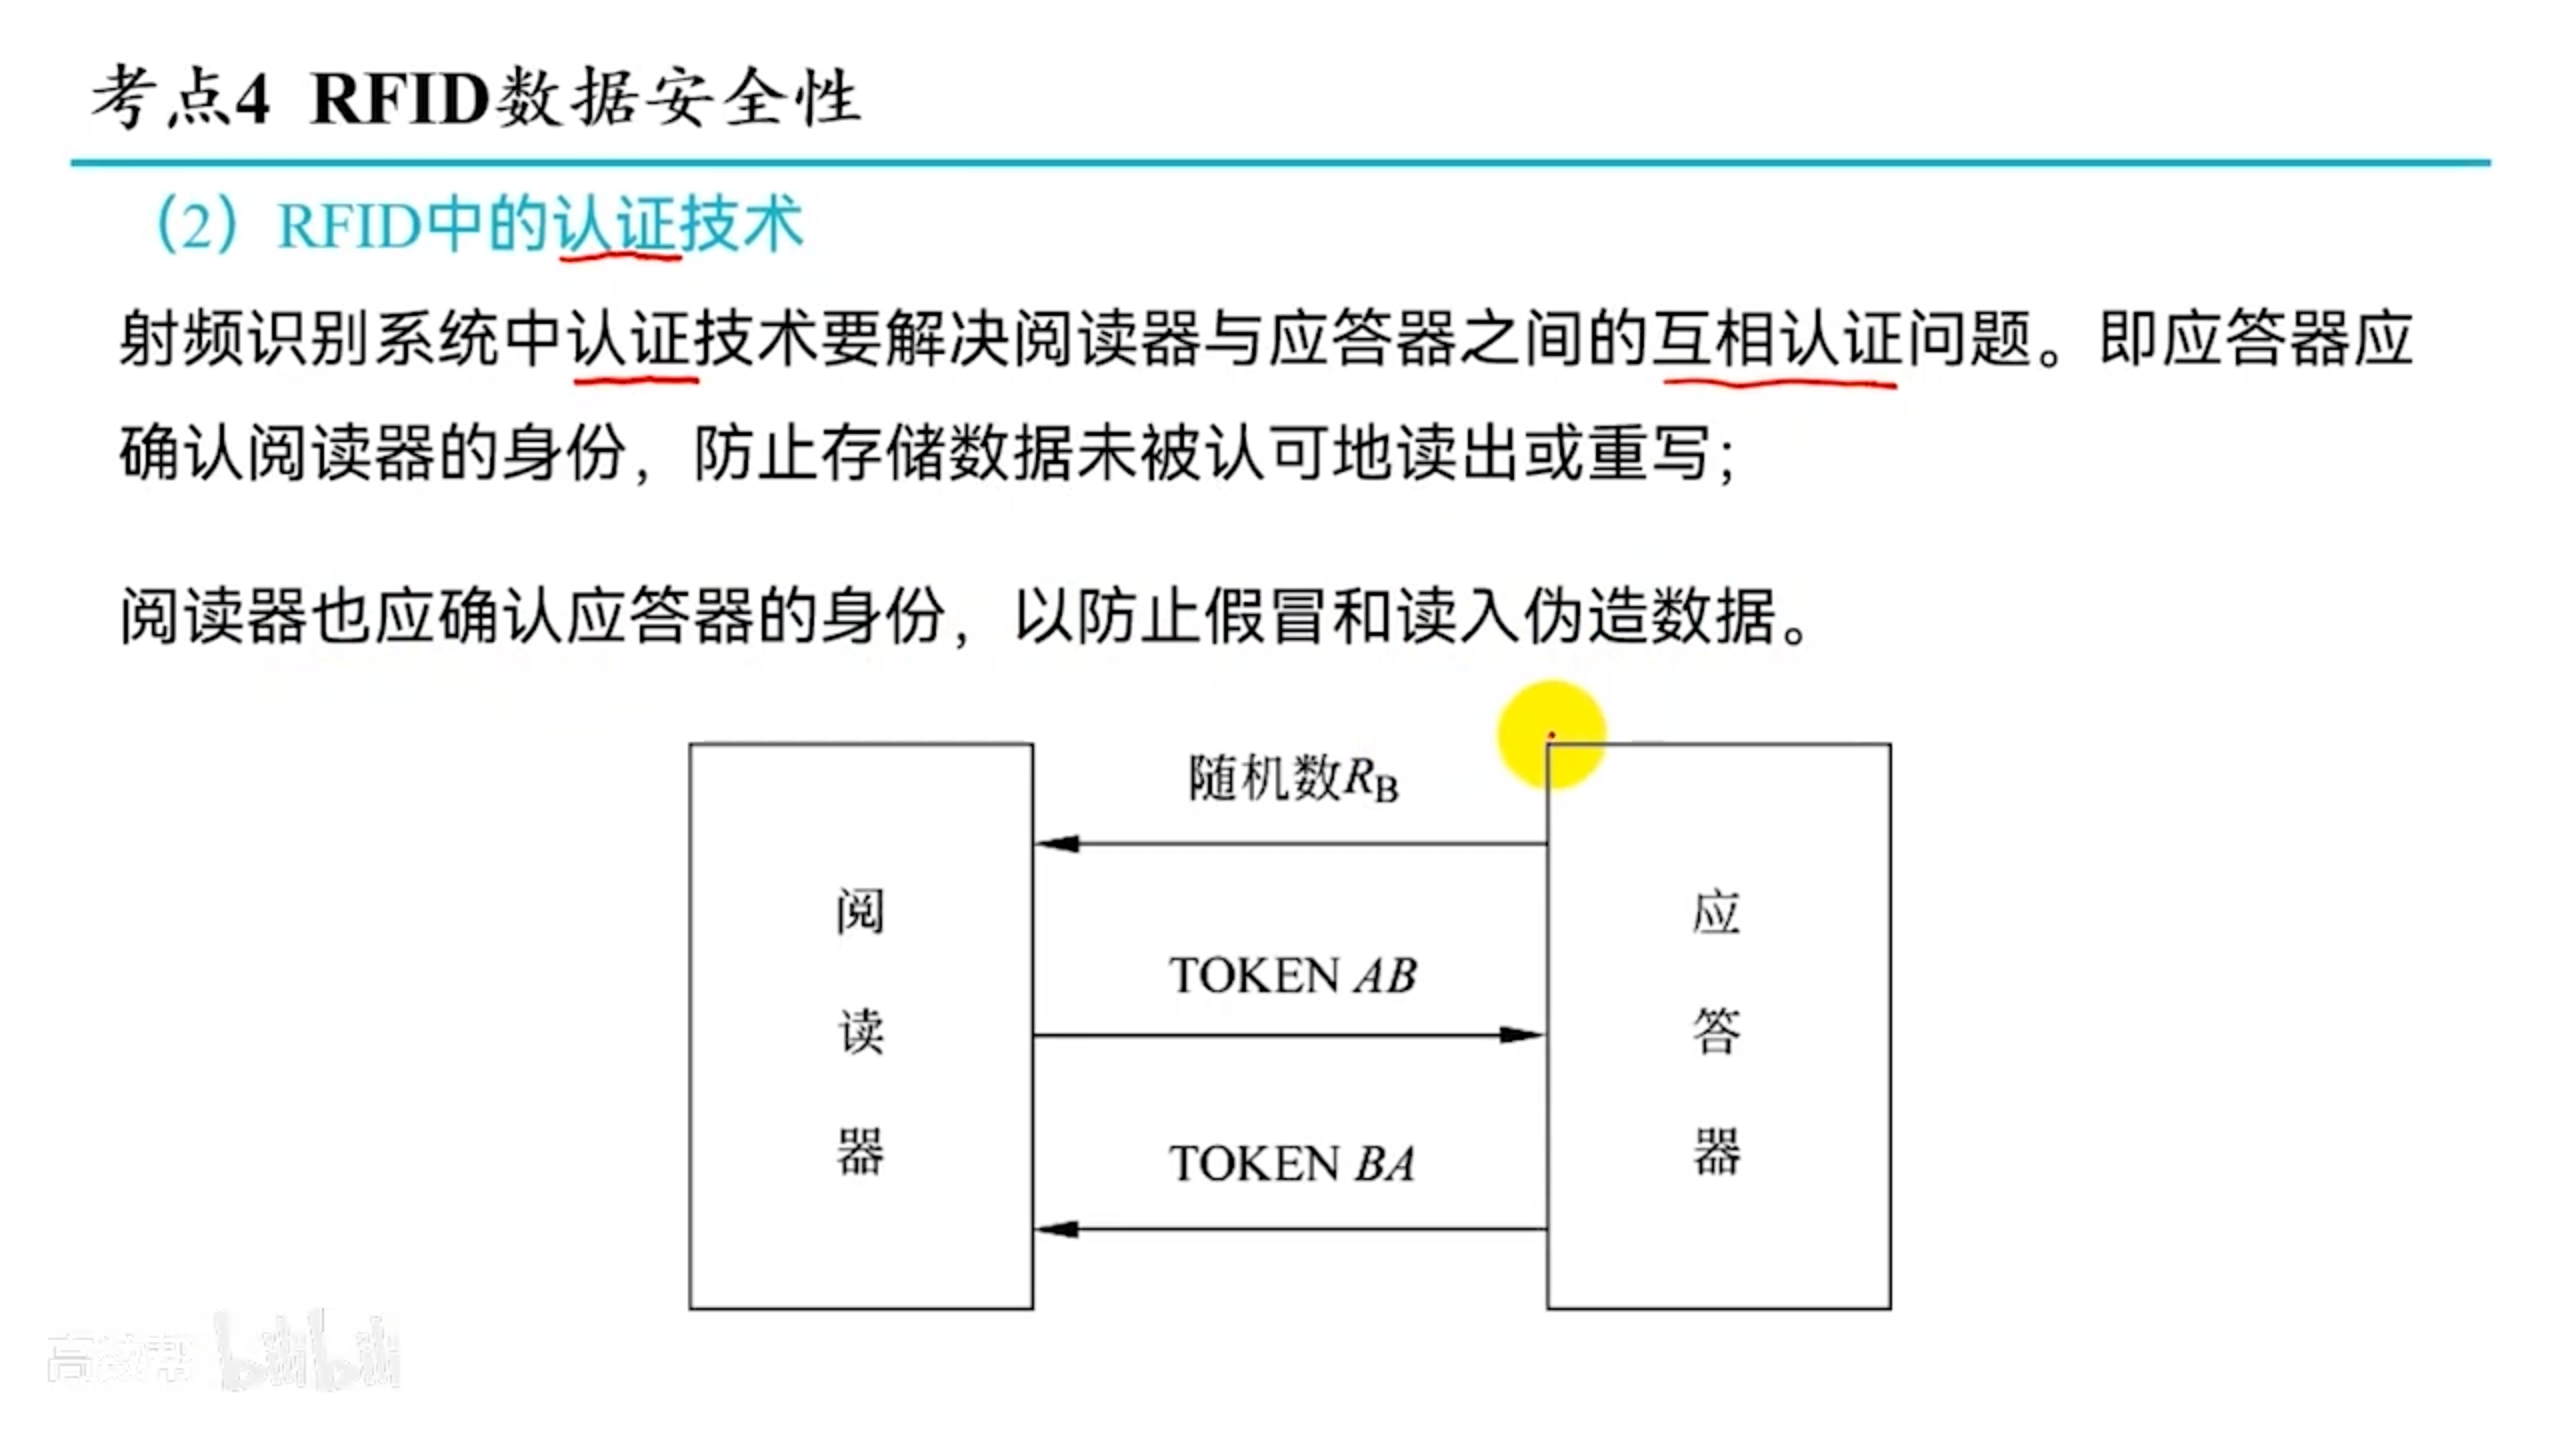 考点4 RFID数据安全性
（2）RFID中的认证技术
射频识别系统中认证技术要解决阅读器与应答器之间的互相认证问题。即应答器应
确认阅读器的身份，防止存储数据未被认可地读出或重写；
阅读器也应确认应答器的身份，以防止假冒和读入伪造数据。
随机数RB
阅读器
应答器
TOKEN AB
TOKEN BA
高数帮 bilibili